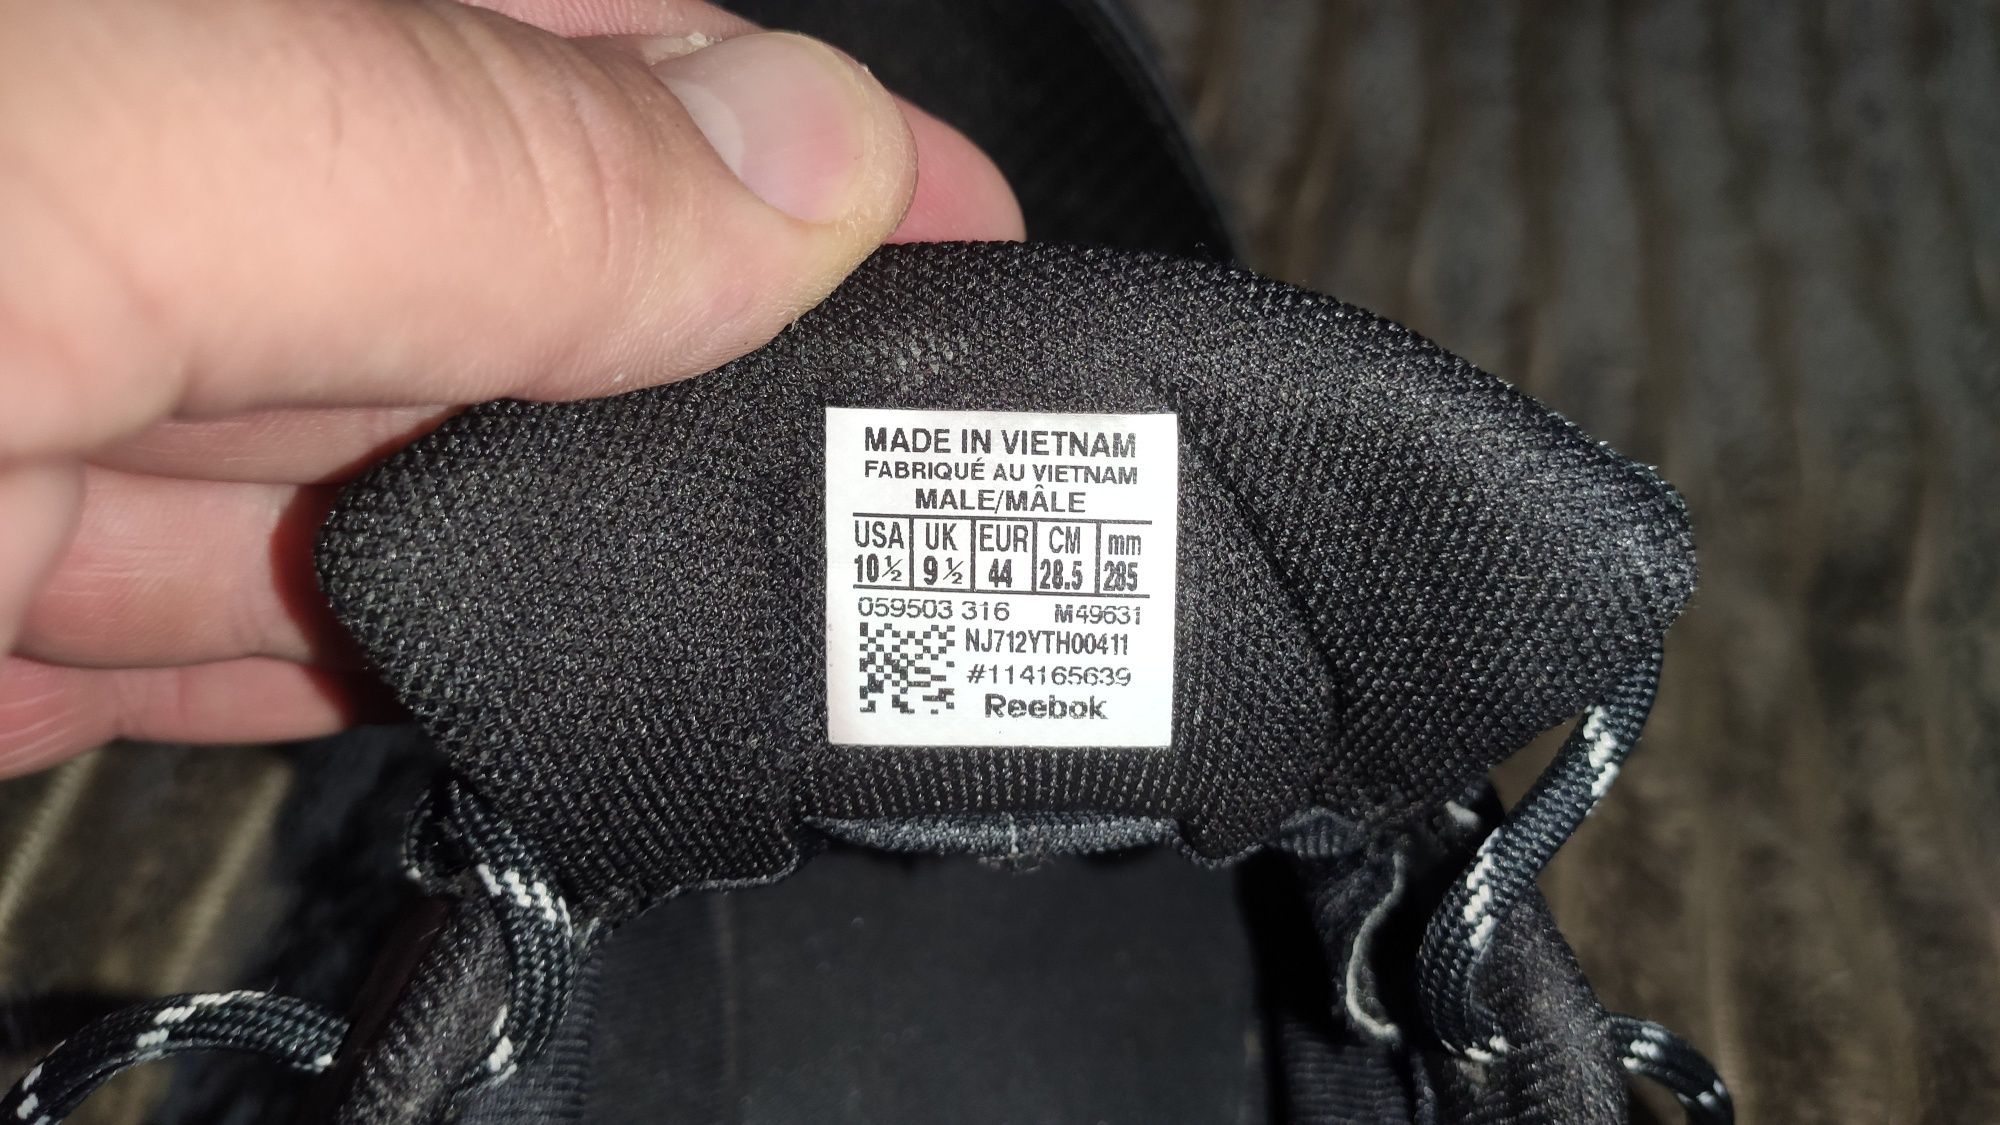 MADE IN VIETNAM
FABRIQUÉ AU VIETNAM
MALE/MÂLE
USA UK EUR CM mm
10½ 9½ 44 28.5 285
059503 316 M49631
NJ712YTH00411
#114165639
Reebok